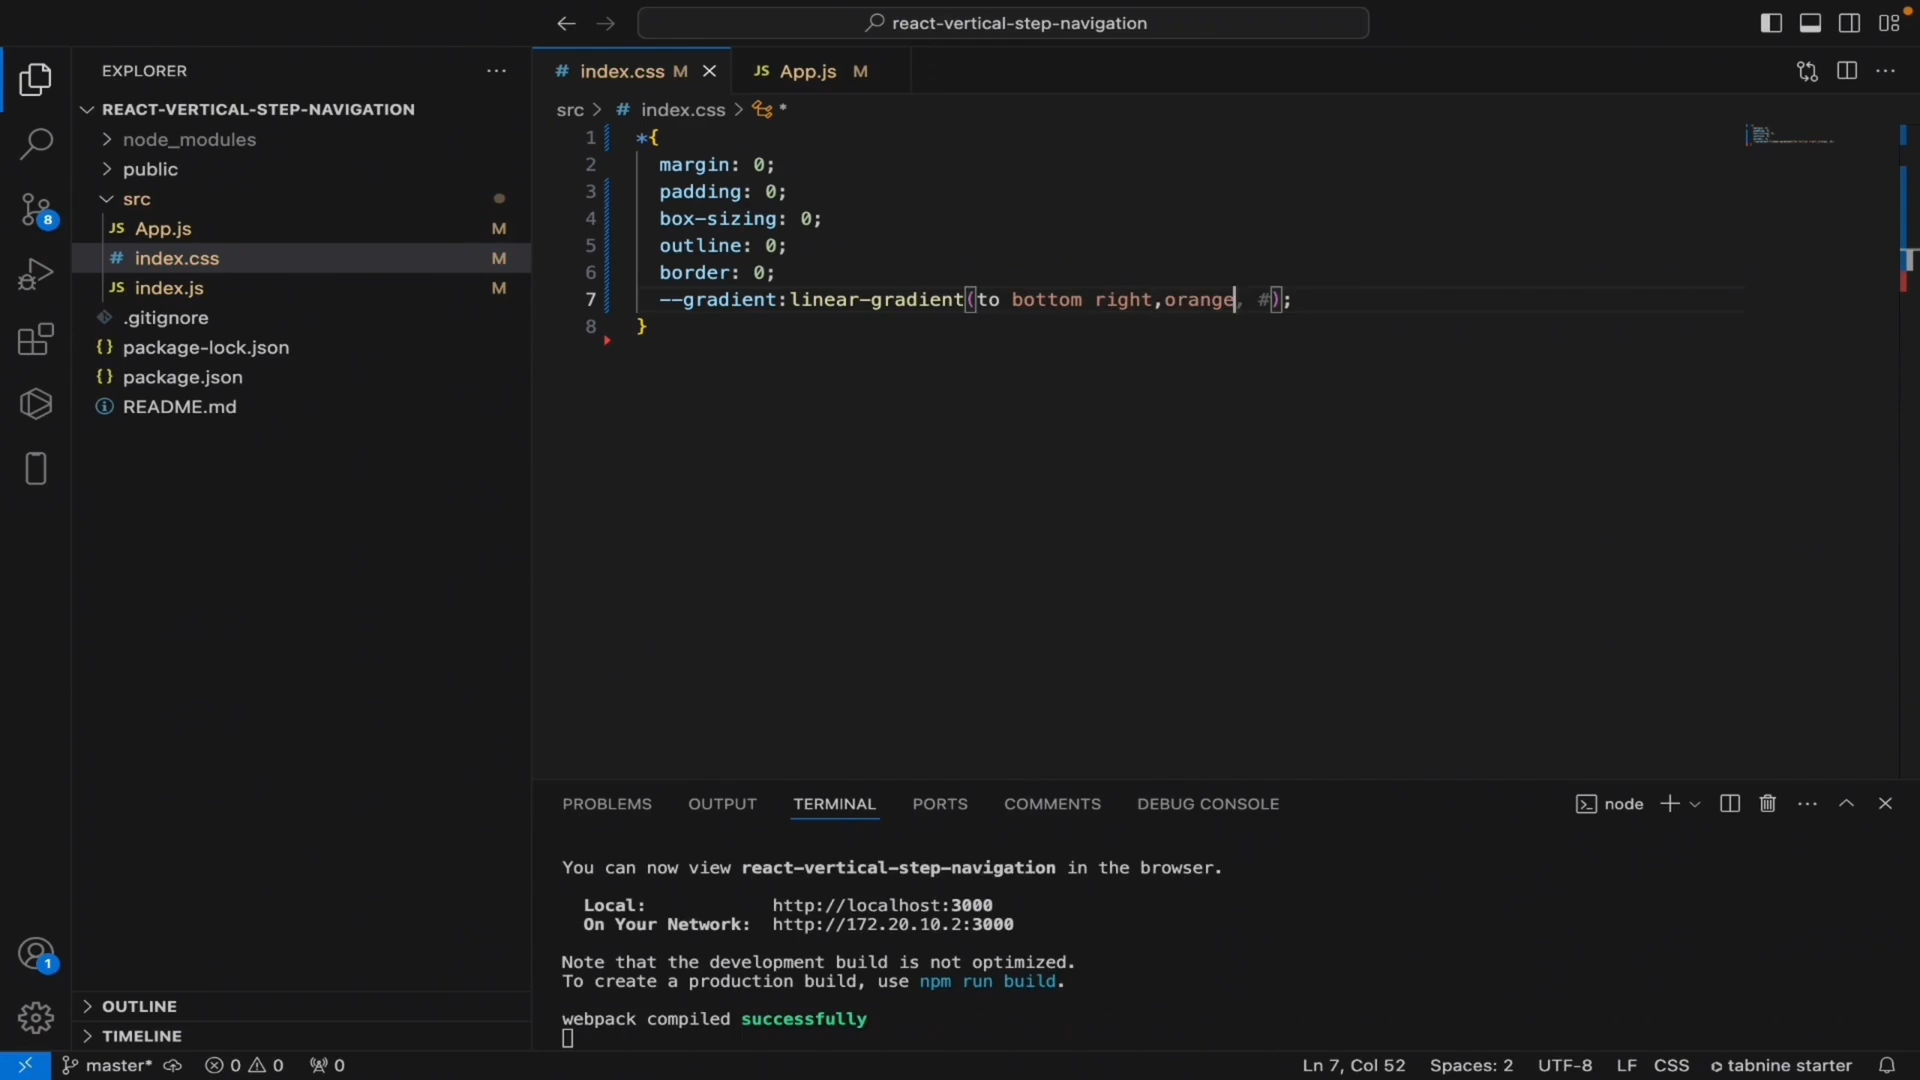 react-vertical-step-navigation
EXPLORER
REACT-VERTICAL-STEP-NAVIGATION
node_modules
public
src
JS App.js M
# index.css M
JS index.js M
.gitignore
{} package-lock.json
{} package.json
README.md
OUTLINE
TIMELINE
8
1
# index.css M
JS App.js M
src > # index.css > *
1 *{
2 margin: 0;
3 padding: 0;
4 box-sizing: 0;
5 outline: 0;
6 border: 0;
7 --gradient:linear-gradient(to bottom right,orange, #);
8 }
PROBLEMS OUTPUT TERMINAL PORTS COMMENTS DEBUG CONSOLE
node
You can now view react-vertical-step-navigation in the browser.
Local: http://localhost:3000
On Your Network: http://172.20.10.2:3000
Note that the development build is not optimized.
To create a production build, use npm run build.
webpack compiled successfully
master* 0 0 0 Ln 7, Col 52 Spaces: 2 UTF-8 LF CSS tabnine starter